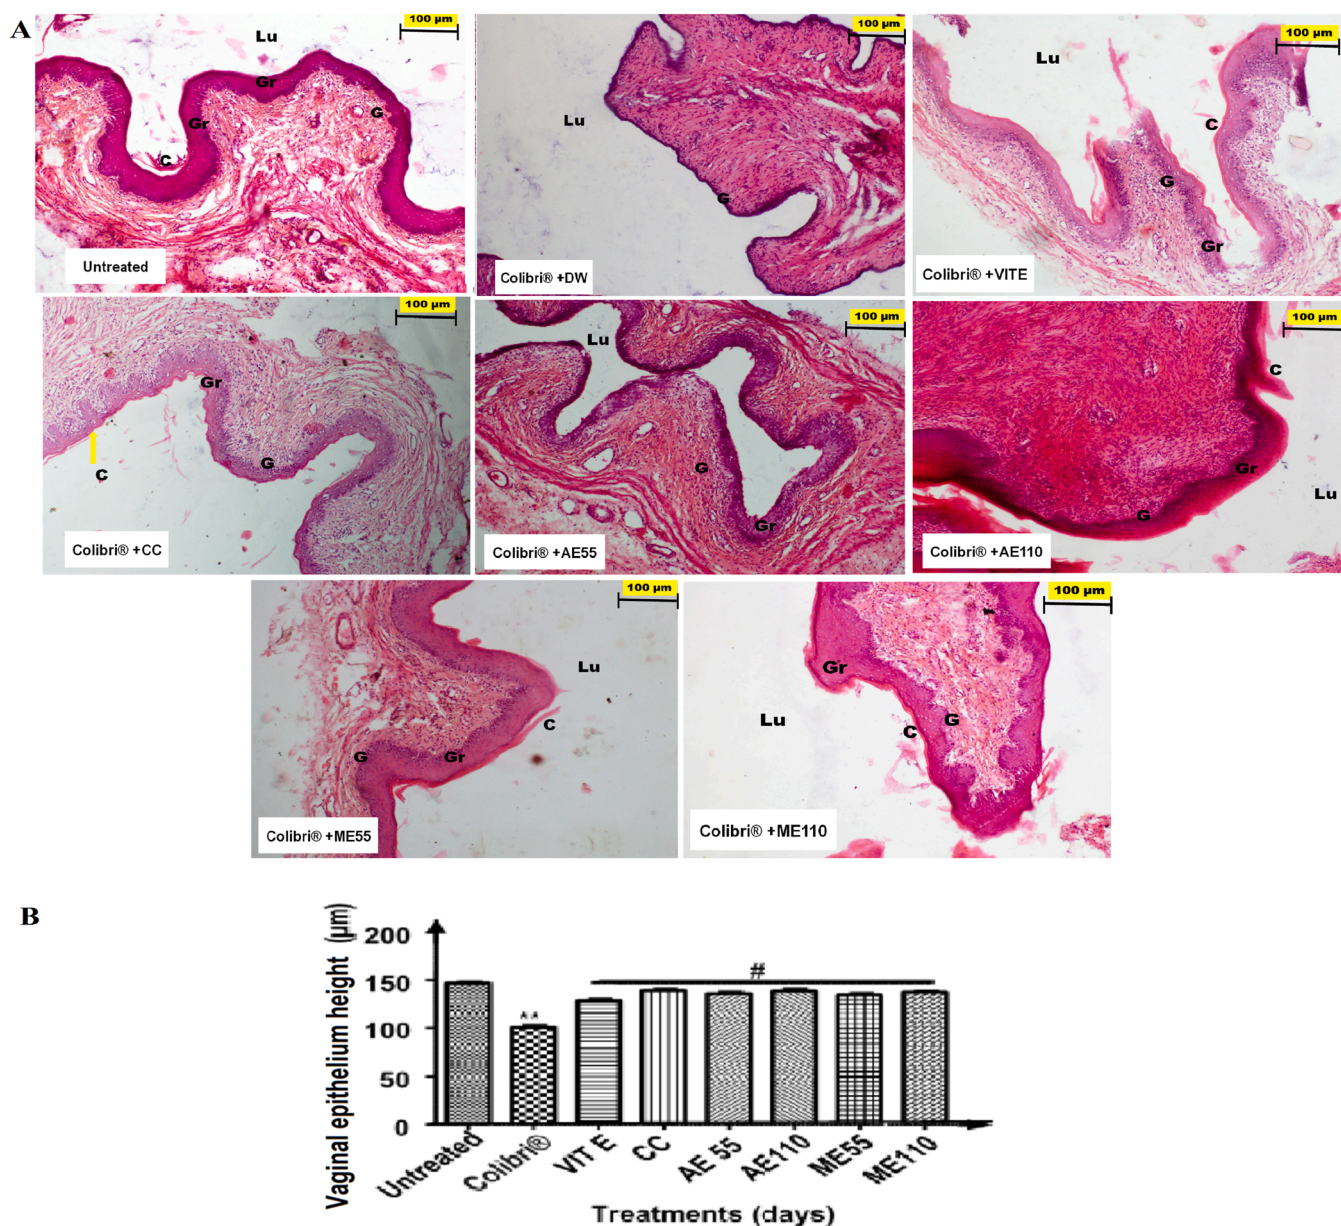 A
100 µm
Lu
Gr
G
Gr
C
Untreated
100 µm
Lu
G
Colibri® +DW
100 µm
Lu
C
G
Gr
Colibri® +VITE
100 µm
Gr
G
C
Colibri® +CC
100 µm
Lu
G
Gr
Colibri® +AE55
100 µm
C
Gr
Lu
G
Colibri® +AE110
100 µm
Lu
C
G
Gr
Colibri® +ME55
100 µm
Gr
Lu
G
C
Colibri® +ME110
B
Vaginal epithelium height (µm)
200
150
100
50
0
#
Untreated
Colibri®
VIT E
CC
AE 55
AE110
ME55
ME110
Treatments (days)